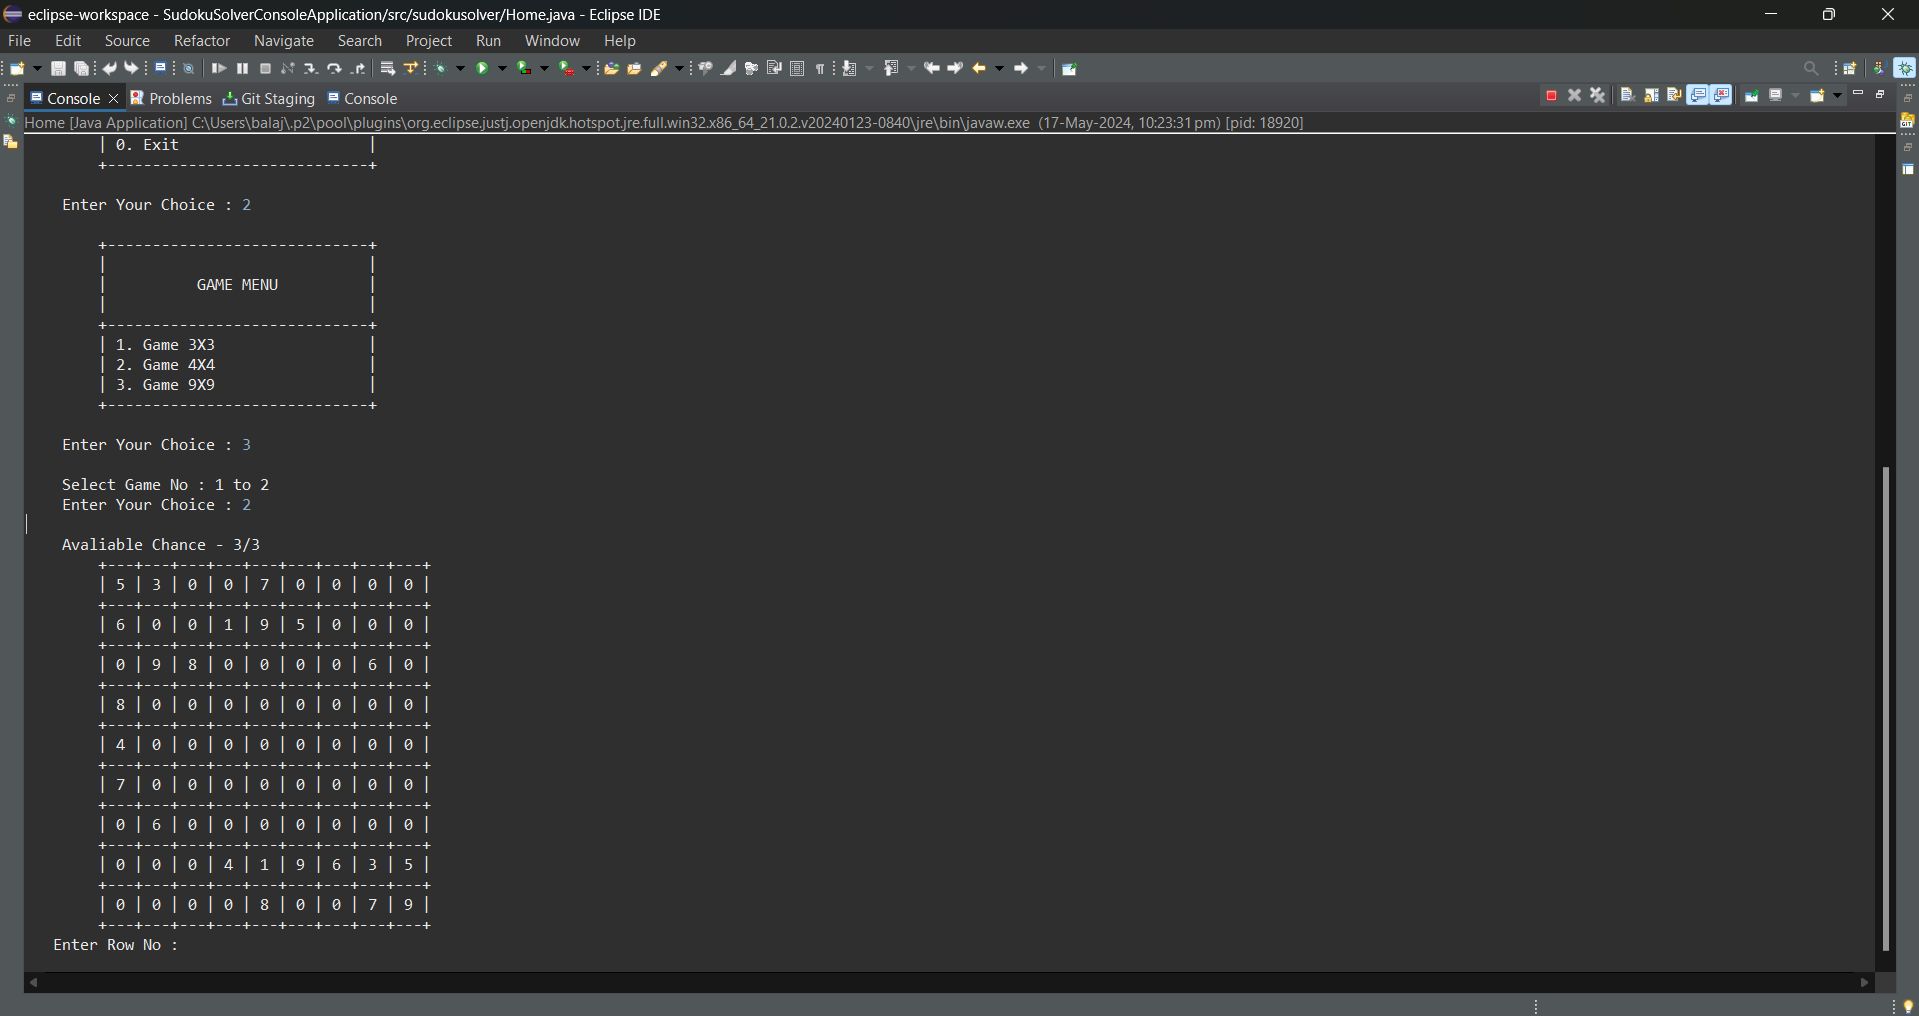 eclipse-workspace - SudokuSolverConsoleApplication/src/sudokusolver/Home.java - Eclipse IDE
File Edit Source Refactor Navigate Search Project Run Window Help
Console Problems Git Staging Console
Home [Java Application] C:\Users\balaj\.p2\pool\plugins\org.eclipse.justj.openjdk.hotspot.jre.full.win32.x86_64_21.0.2.v20240123-0840\jre\bin\javaw.exe (17-May-2024, 10:23:31 pm) [pid: 18920]
| 0. Exit |
+-----------------------------+
Enter Your Choice : 2
+-----------------------------+
| |
| GAME MENU |
| |
+-----------------------------+
| 1. Game 3X3 |
| 2. Game 4X4 |
| 3. Game 9X9 |
+-----------------------------+
Enter Your Choice : 3
Select Game No : 1 to 2
Enter Your Choice : 2
Avaliable Chance - 3/3
+---+---+---+---+---+---+---+---+---+
| 5 | 3 | 0 | 0 | 7 | 0 | 0 | 0 | 0 |
+---+---+---+---+---+---+---+---+---+
| 6 | 0 | 0 | 1 | 9 | 5 | 0 | 0 | 0 |
+---+---+---+---+---+---+---+---+---+
| 0 | 9 | 8 | 0 | 0 | 0 | 0 | 6 | 0 |
+---+---+---+---+---+---+---+---+---+
| 8 | 0 | 0 | 0 | 0 | 0 | 0 | 0 | 0 |
+---+---+---+---+---+---+---+---+---+
| 4 | 0 | 0 | 0 | 0 | 0 | 0 | 0 | 0 |
+---+---+---+---+---+---+---+---+---+
| 7 | 0 | 0 | 0 | 0 | 0 | 0 | 0 | 0 |
+---+---+---+---+---+---+---+---+---+
| 0 | 6 | 0 | 0 | 0 | 0 | 0 | 0 | 0 |
+---+---+---+---+---+---+---+---+---+
| 0 | 0 | 0 | 4 | 1 | 9 | 6 | 3 | 5 |
+---+---+---+---+---+---+---+---+---+
| 0 | 0 | 0 | 0 | 8 | 0 | 0 | 7 | 9 |
+---+---+---+---+---+---+---+---+---+
Enter Row No :